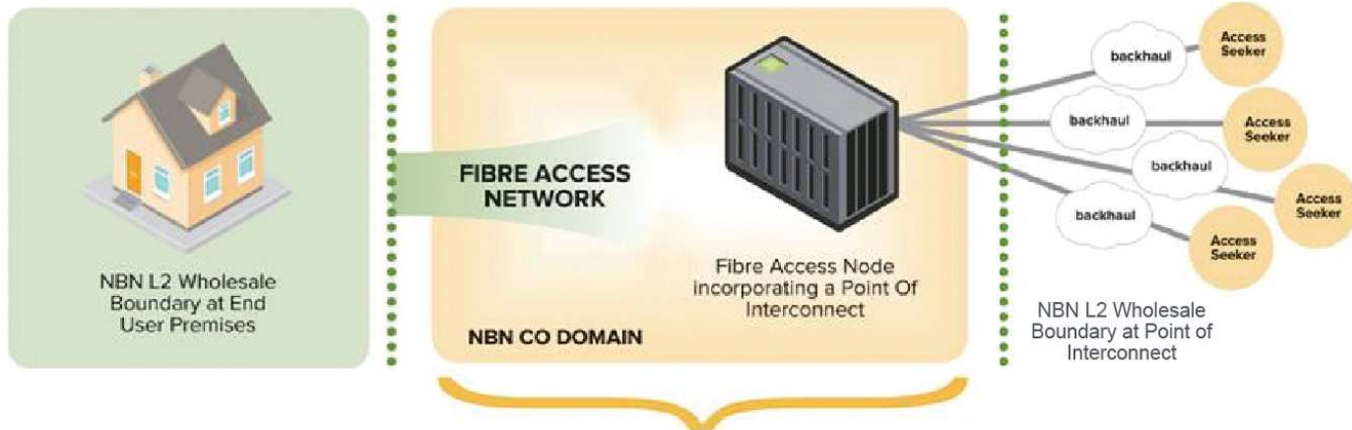 NBN L2 Wholesale
Boundary at End
User Premises
FIBRE ACCESS
NETWORK
Fibre Access Node
incorporating a Point Of
Interconnect
NBN CO DOMAIN
backhaul
Access
Seeker
backhaul
Access
Seeker
backhaul
Access
Seeker
backhaul
Access
Seeker
NBN L2 Wholesale
Boundary at Point of
Interconnect